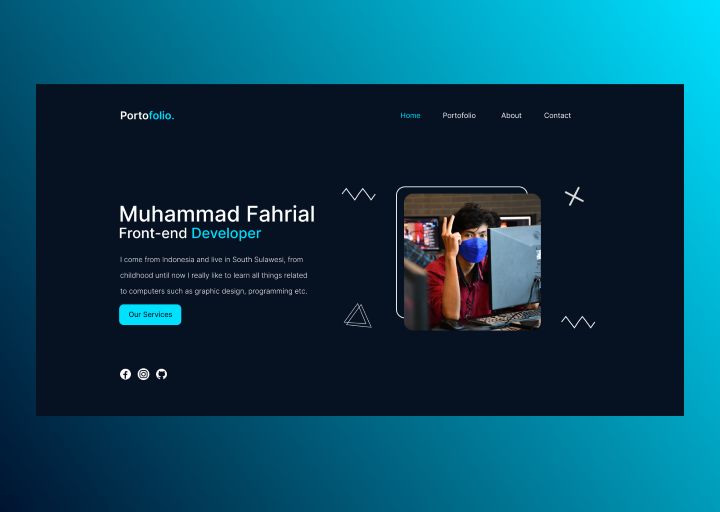 Portofolio.
Home Portofolio About Contact
Muhammad Fahrial
Front-end Developer
I come from Indonesia and live in South Sulawesi, from
childhood until now I really like to learn all things related
to computers such as graphic design, programming etc.
Our Services